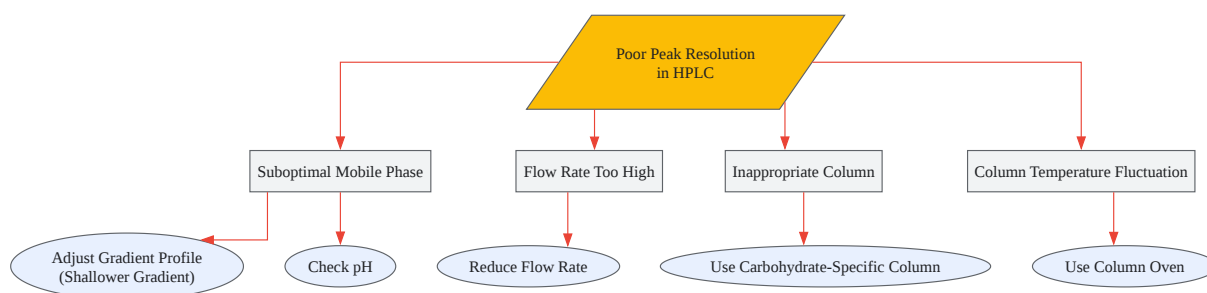 Poor Peak Resolution
in HPLC
Suboptimal Mobile Phase
Flow Rate Too High
Inappropriate Column
Column Temperature Fluctuation
Adjust Gradient Profile
(Shallower Gradient)
Check pH
Reduce Flow Rate
Use Carbohydrate-Specific Column
Use Column Oven